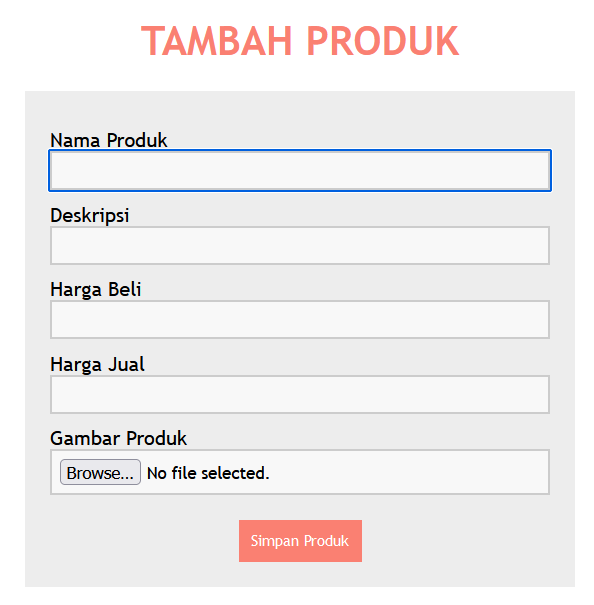 TAMBAH PRODUK
Nama Produk
Deskripsi
Harga Beli
Harga Jual
Gambar Produk
Browse... No file selected.
Simpan Produk